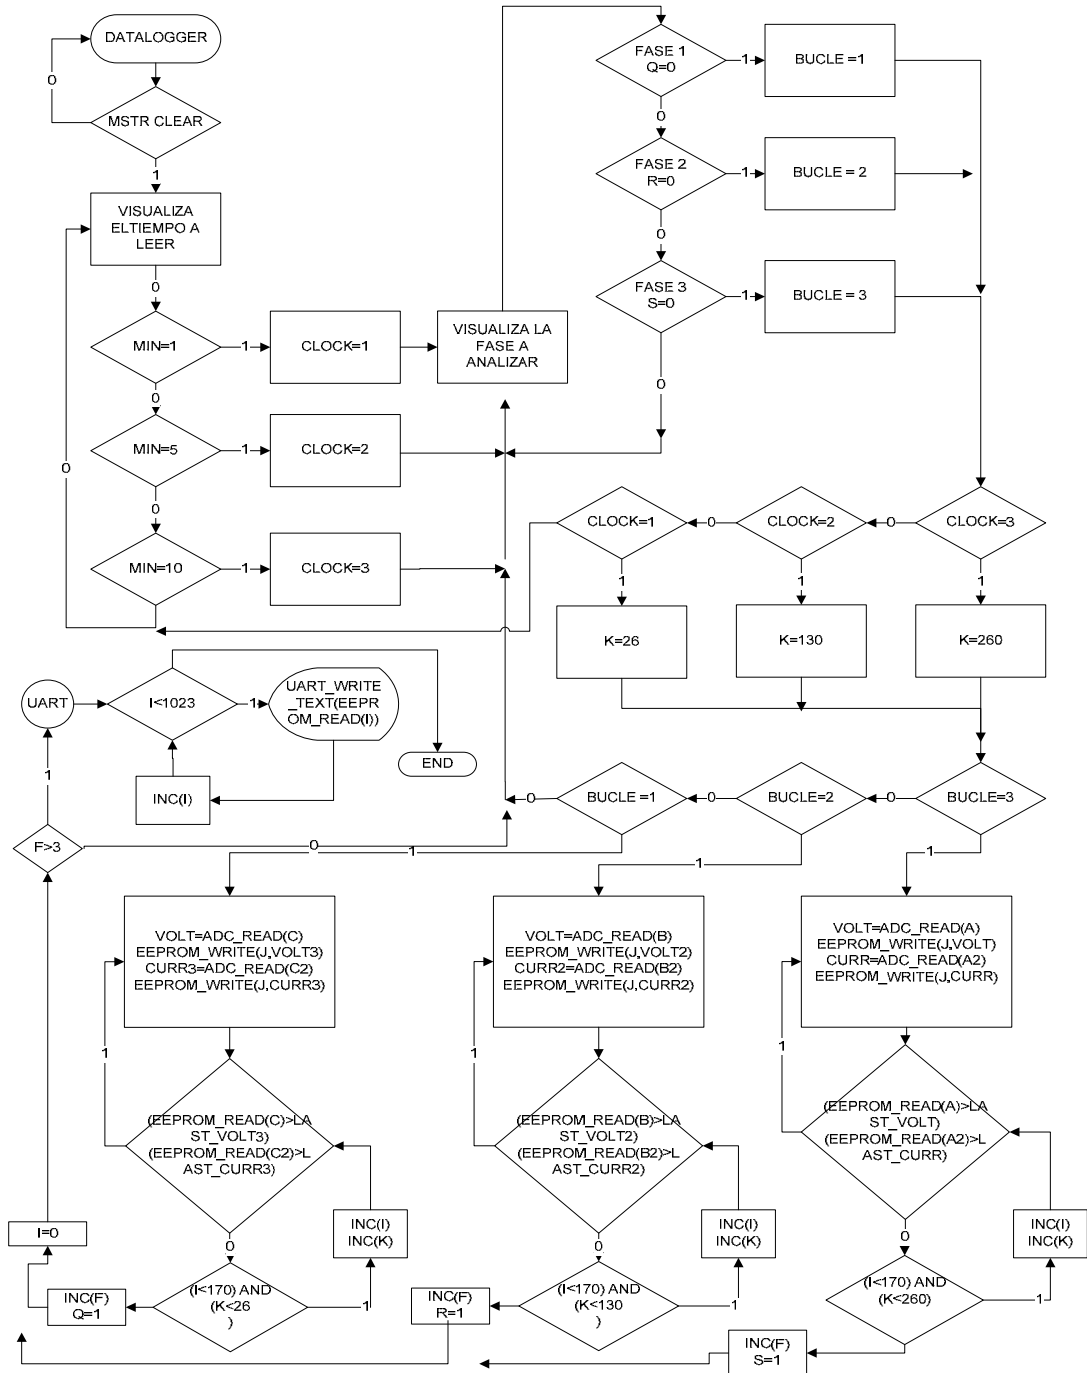 DATALOGGER
0
MSTR CLEAR
1
VISUALIZA
ELTIEMPO A
LEER
0
MIN=1
1
CLOCK=1
VISUALIZA LA
FASE A
ANALIZAR
0
MIN=5
1
CLOCK=2
0
0
MIN=10
1
CLOCK=3
FASE 1
Q=0
1
BUCLE =1
0
FASE 2
R=0
1
BUCLE = 2
0
FASE 3
S=0
1
BUCLE = 3
0
CLOCK=1
0
CLOCK=2
0
CLOCK=3
1
1
1
K=26
K=130
K=260
UART
I<1023
1
UART_WRITE
_TEXT(EEPR
OM_READ(I))
END
INC(I)
1
F>3
0
0
BUCLE =1
0
BUCLE=2
0
BUCLE=3
1
1
1
VOLT=ADC_READ(C)
EEPROM_WRITE(J,VOLT3)
CURR3=ADC_READ(C2)
EEPROM_WRITE(J,CURR3)
VOLT=ADC_READ(B)
EEPROM_WRITE(J,VOLT2)
CURR2=ADC_READ(B2)
EEPROM_WRITE(J,CURR2)
VOLT=ADC_READ(A)
EEPROM_WRITE(J,VOLT)
CURR=ADC_READ(A2)
EEPROM_WRITE(J,CURR)
1
1
1
(EEPROM_READ(C)>LA
ST_VOLT3)
(EEPROM_READ(C2)>L
AST_CURR3)
(EEPROM_READ(B)>LA
ST_VOLT2)
(EEPROM_READ(B2)>L
AST_CURR2)
(EEPROM_READ(A)>LA
ST_VOLT)
(EEPROM_READ(A2)>L
AST_CURR)
I=0
0
INC(I)
INC(K)
0
INC(I)
INC(K)
0
INC(I)
INC(K)
INC(F)
Q=1
(I<170) AND
(K<26
)
1
INC(F)
R=1
(I<170) AND
(K<130
)
1
(I<170) AND
(K<260)
1
INC(F)
S=1